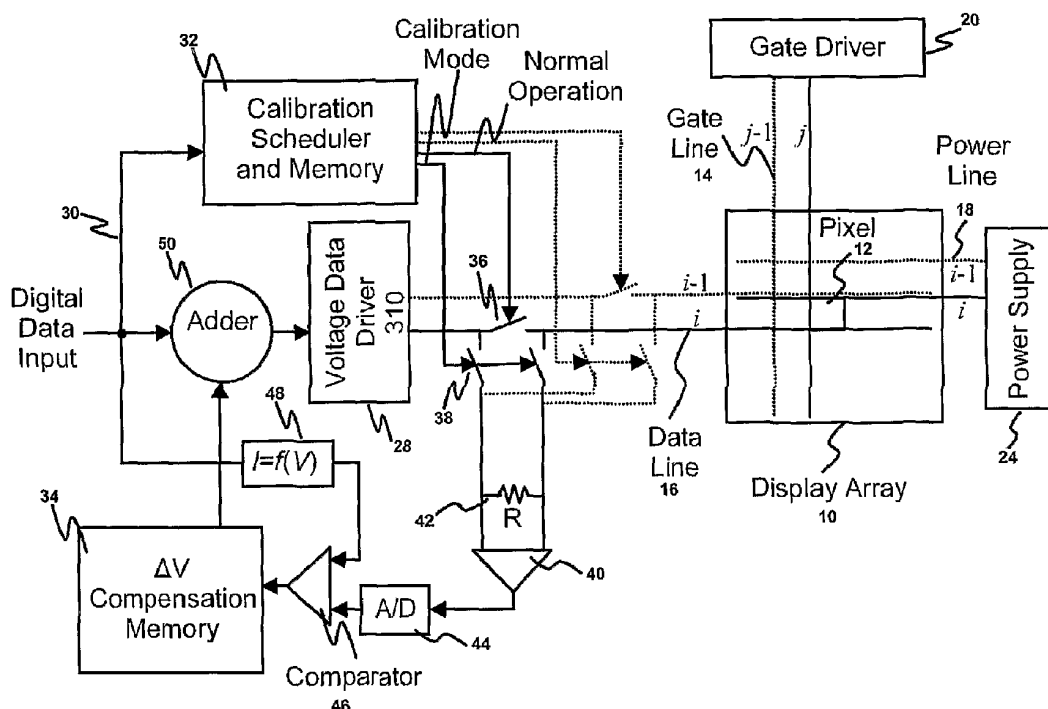 32
Calibration
Mode
Normal
Operation
20
Gate Driver
Calibration
Scheduler
and Memory
Gate
Line
14
j-1
j
Power
Line
18
30
50
Digital
Data
Input
Adder
Voltage Data
Driver
310
28
36
38
i-1
i
Pixel
12
i-1
i
Power Supply
24
Data
Line
16
Display Array
10
48
I=f(V)
34
ΔV
Compensation
Memory
42
R
40
A/D
44
Comparator
46